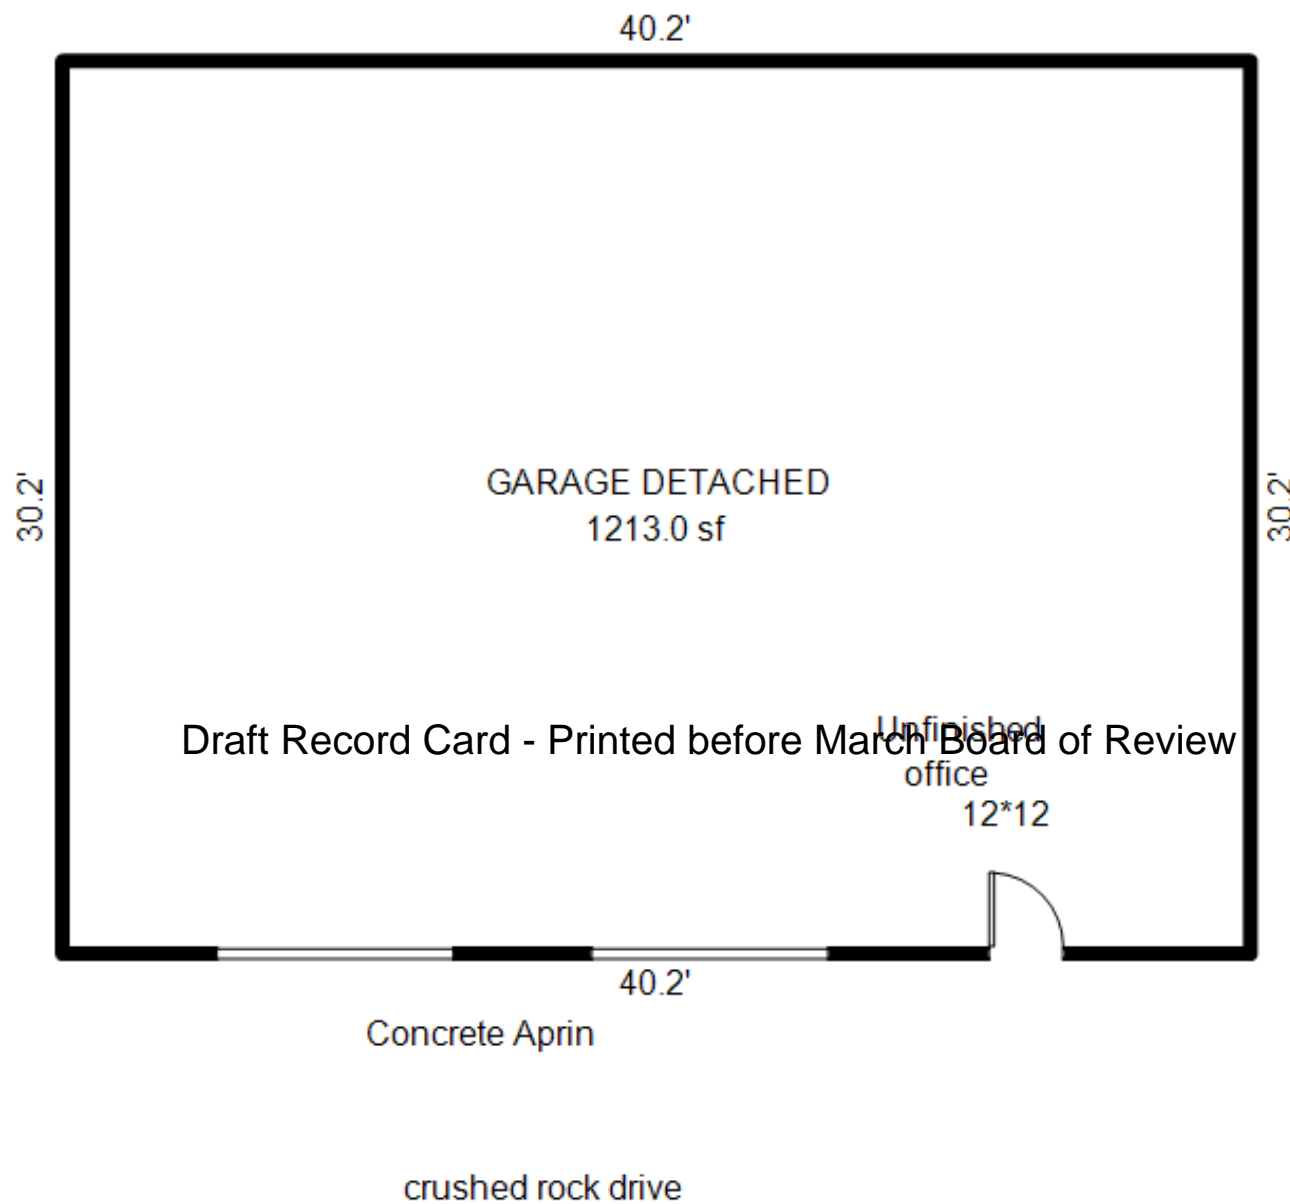 40.2'
30.2'
30.2'
GARAGE DETACHED
1213.0 sf
Unfinished
Draft Record Card - Printed before March Board of Review
office
12*12
40.2'
Concrete Aprin
crushed rock drive